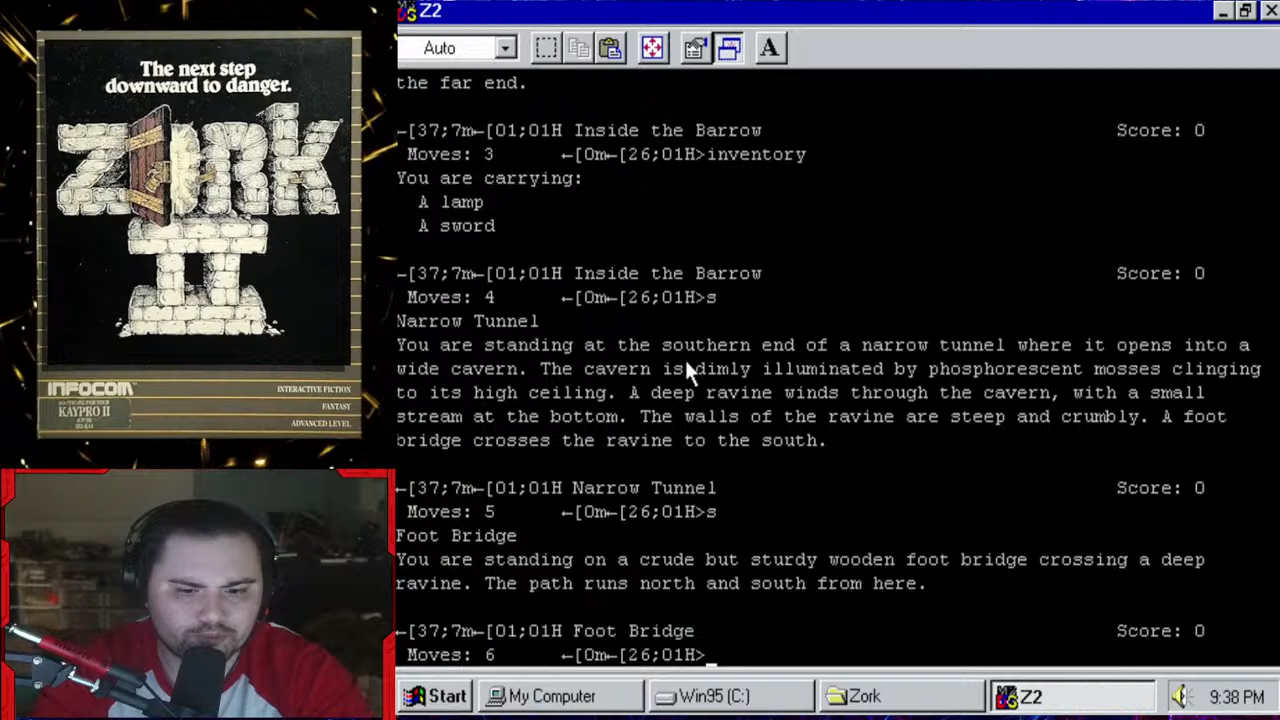 The next step
downward to danger.
ZORK
II
INFOCOM
INTERACTIVE FICTION
FANTASY
ADVANCED LEVEL
KAYPRO II
Z2
Auto
A
the far end.
←[37;7m←[01;01H Inside the Barrow Score: 0
Moves: 3 ←[0m←[26;01H>inventory
You are carrying:
A lamp
A sword
←[37;7m←[01;01H Inside the Barrow Score: 0
Moves: 4 ←[0m←[26;01H>s
Narrow Tunnel
You are standing at the southern end of a narrow tunnel where it opens into a
wide cavern. The cavern is dimly illuminated by phosphorescent mosses clinging
to its high ceiling. A deep ravine winds through the cavern, with a small
stream at the bottom. The walls of the ravine are steep and crumbly. A foot
bridge crosses the ravine to the south.
←[37;7m←[01;01H Narrow Tunnel Score: 0
Moves: 5 ←[0m←[26;01H>s
Foot Bridge
You are standing on a crude but sturdy wooden foot bridge crossing a deep
ravine. The path runs north and south from here.
←[37;7m←[01;01H Foot Bridge Score: 0
Moves: 6 ←[0m←[26;01H>
Start
My Computer
Win95 (C:)
Zork
Z2
9:38 PM